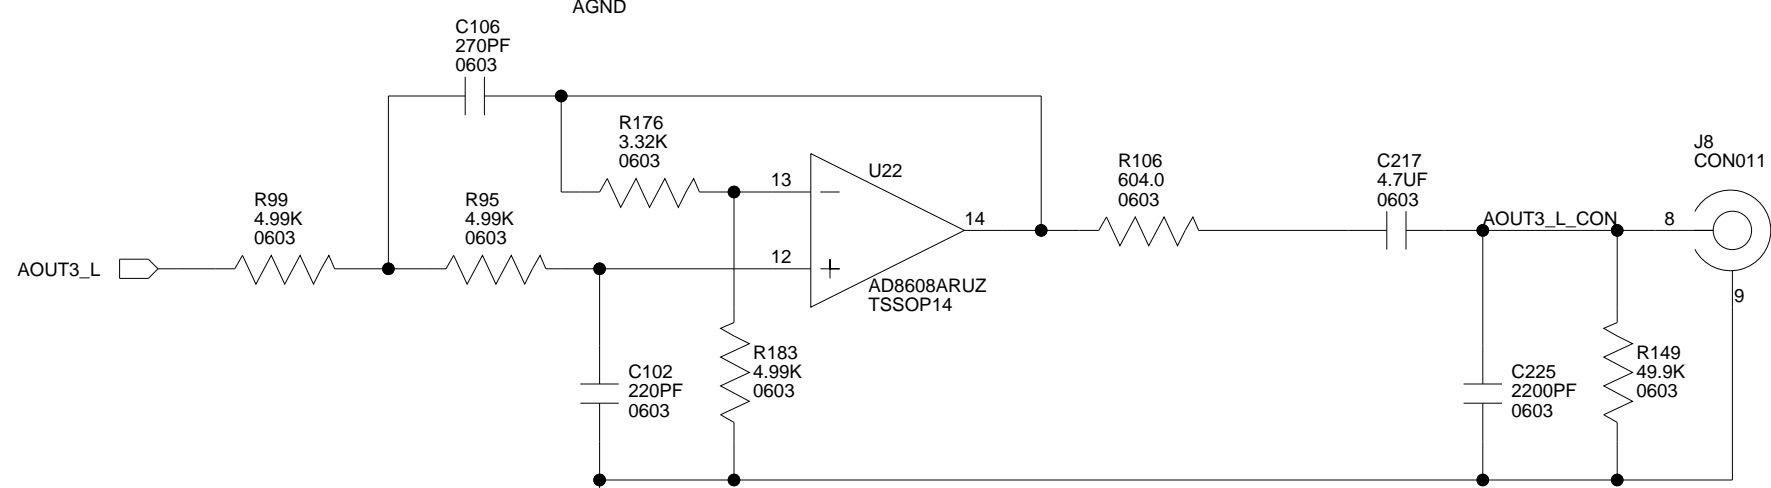 AGND
C106
270PF
0603
R176
3.32K
0603
J8
CON011
R99
4.99K
0603
R95
4.99K
0603
13
U22
R106
604.0
0603
C217
4.7UF
0603
14
AOUT3_L_CON
8
AOUT3_L
12
AD8608ARUZ
TSSOP14
9
C102
220PF
0603
R183
4.99K
0603
C225
2200PF
0603
R149
49.9K
0603